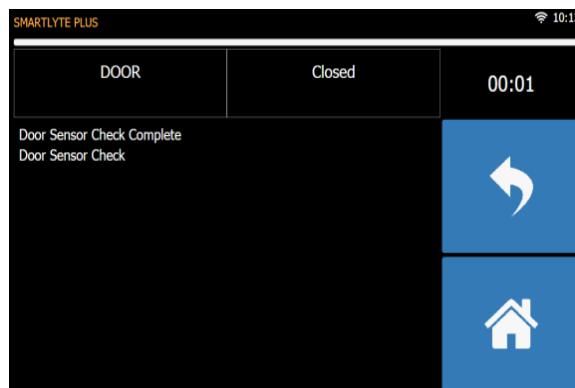 SMARTLYTE PLUS
DOOR
Closed
00:01
Door Sensor Check Complete
Door Sensor Check